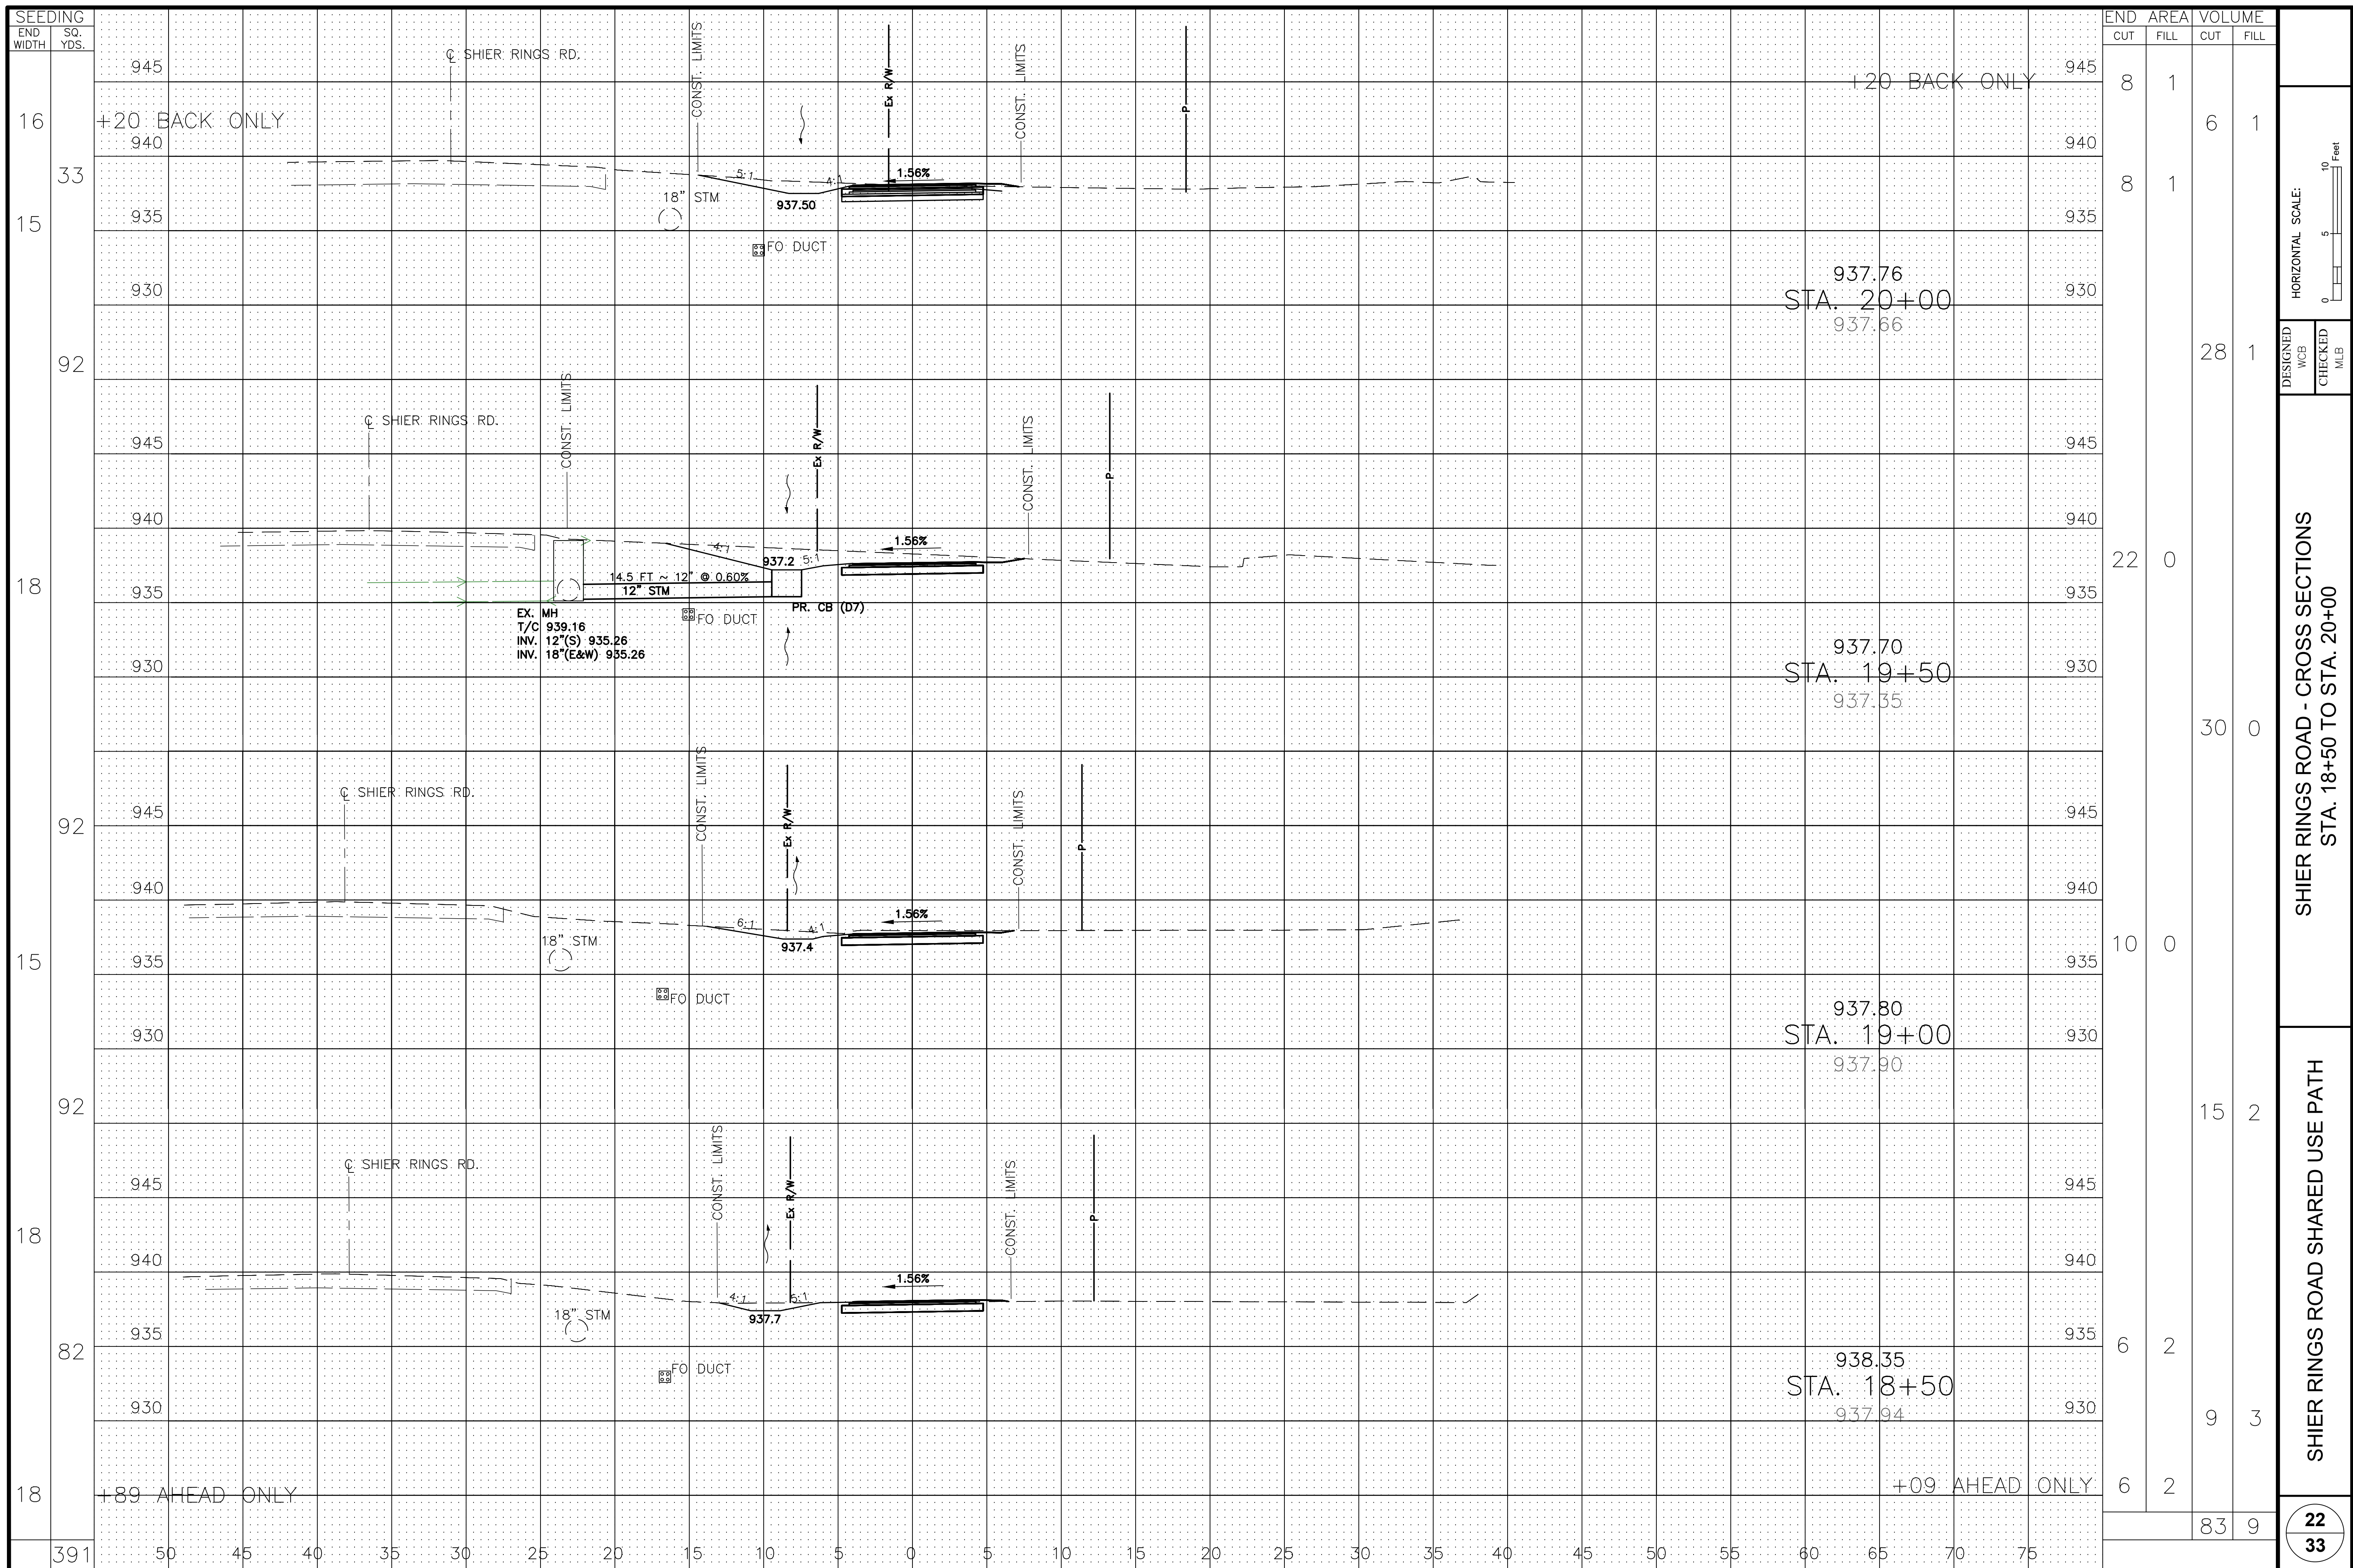 SEEDING
END WIDTH
SQ. YDS.
END AREA
VOLUME
CUT
FILL
CUT
FILL
℄ SHIER RINGS RD.
CONST. LIMITS
Ex R/W
CONST. LIMITS
P
945
945
+20 BACK ONLY
8 1
16
+20 BACK ONLY
6 1
940
940
33
5:1
4:1
1.56%
8 1
18" STM
937.50
15
935
935
FO DUCT
937.76
930
STA. 20+00
930
937.66
92
28 1
℄ SHIER RINGS RD.
CONST. LIMITS
Ex R/W
CONST. LIMITS
P
945
945
940
940
4:1
937.2
5:1
1.56%
22 0
18
14.5 FT ~ 12" @ 0.60%
12" STM
935
935
EX. MH
T/C 939.16
INV. 12"(S) 935.26
INV. 18"(E&W) 935.26
FO DUCT
PR. CB (D7)
937.70
930
STA. 19+50
930
937.35
30 0
℄ SHIER RINGS RD.
CONST. LIMITS
Ex R/W
CONST. LIMITS
P
945
945
92
940
940
6:1
4:1
1.56%
18" STM
937.4
10 0
15
935
935
FO DUCT
937.80
930
STA. 19+00
930
937.90
92
15 2
℄ SHIER RINGS RD.
CONST. LIMITS
Ex R/W
CONST. LIMITS
P
945
945
18
940
940
4:1
5:1
1.56%
18" STM
937.7
935
935
82
6 2
FO DUCT
938.35
STA. 18+50
930
930
937.94
9 3
18
+89 AHEAD ONLY
+09 AHEAD ONLY
6 2
83 9
391
50 45 40 35 30 25 20 15 10 5 0 5 10 15 20 25 30 35 40 45 50 55 60 65 70 75
HORIZONTAL SCALE:
0 5 10
Feet
DESIGNED
WCB
CHECKED
MLB
SHIER RINGS ROAD - CROSS SECTIONS
STA. 18+50 TO STA. 20+00
SHIER RINGS ROAD SHARED USE PATH
22
33